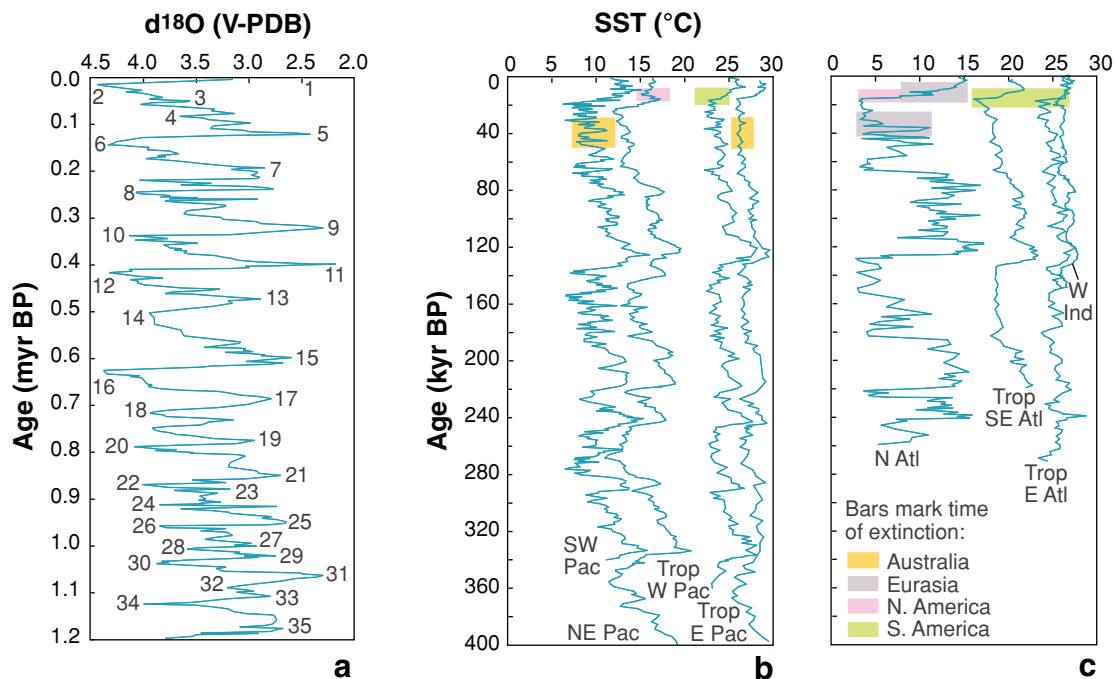 d18O (V-PDB)
4.5 4.0 3.5 3.0 2.5 2.0
Age (myr BP)
0.0
0.1
0.2
0.3
0.4
0.5
0.6
0.7
0.8
0.9
1.0
1.1
1.2
1
2
3
4
5
6
7
8
9
10
11
12
13
14
15
16
17
18
19
20
21
22
23
24
25
26
27
28
29
30
31
32
33
34
35
a
SST (°C)
5 10 15 20 25 30
Age (kyr BP)
0
40
80
120
160
200
240
280
320
360
400
SW
Pac
NE Pac
Trop
W Pac
Trop
E Pac
b
0 5 10 15 20 25 30
W
Ind
Trop
SE Atl
N Atl
Trop
E Atl
Bars mark time
of extinction:
Australia
Eurasia
N. America
S. America
c